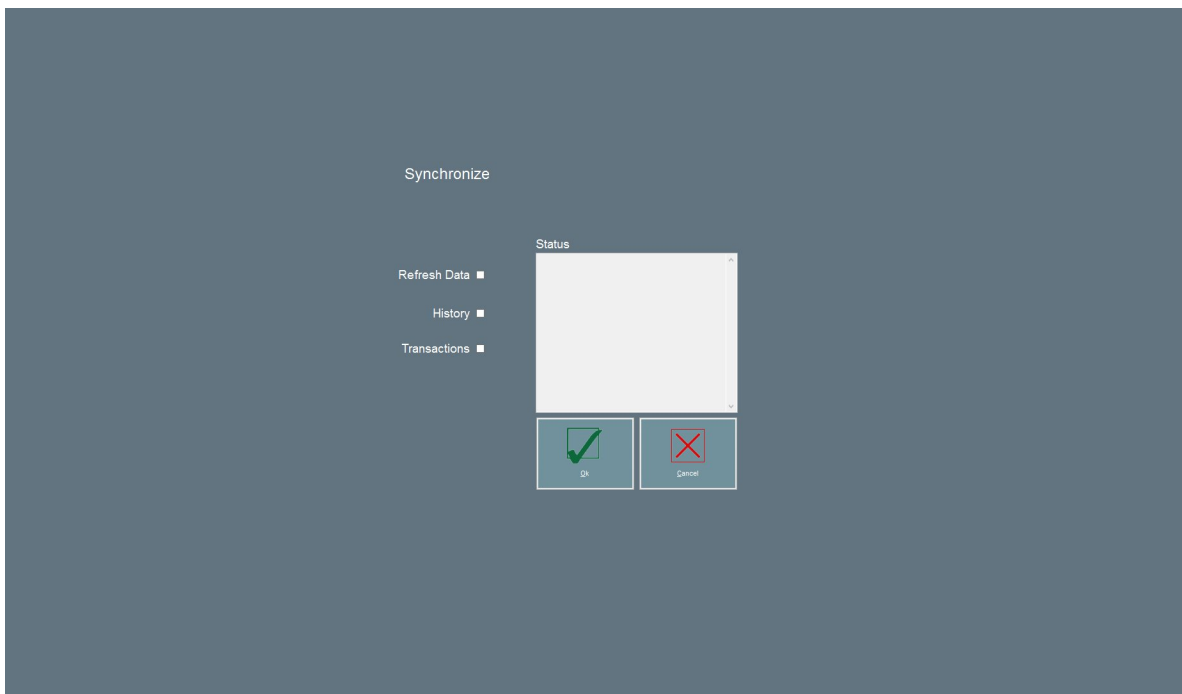 Synchronize
Status
Refresh Data
History
Transactions
Ok
Cancel